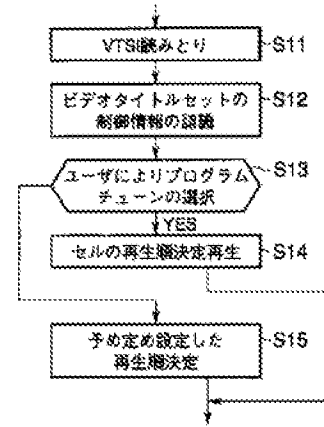 VTSI読みとり
S11
ビデオタイトルセットの
制御情報の認識
S12
ユーザによりプログラム
チェーンの選択
S13
YES
セルの再生順決定再生
S14
予め定め設定した
再生順決定
S15